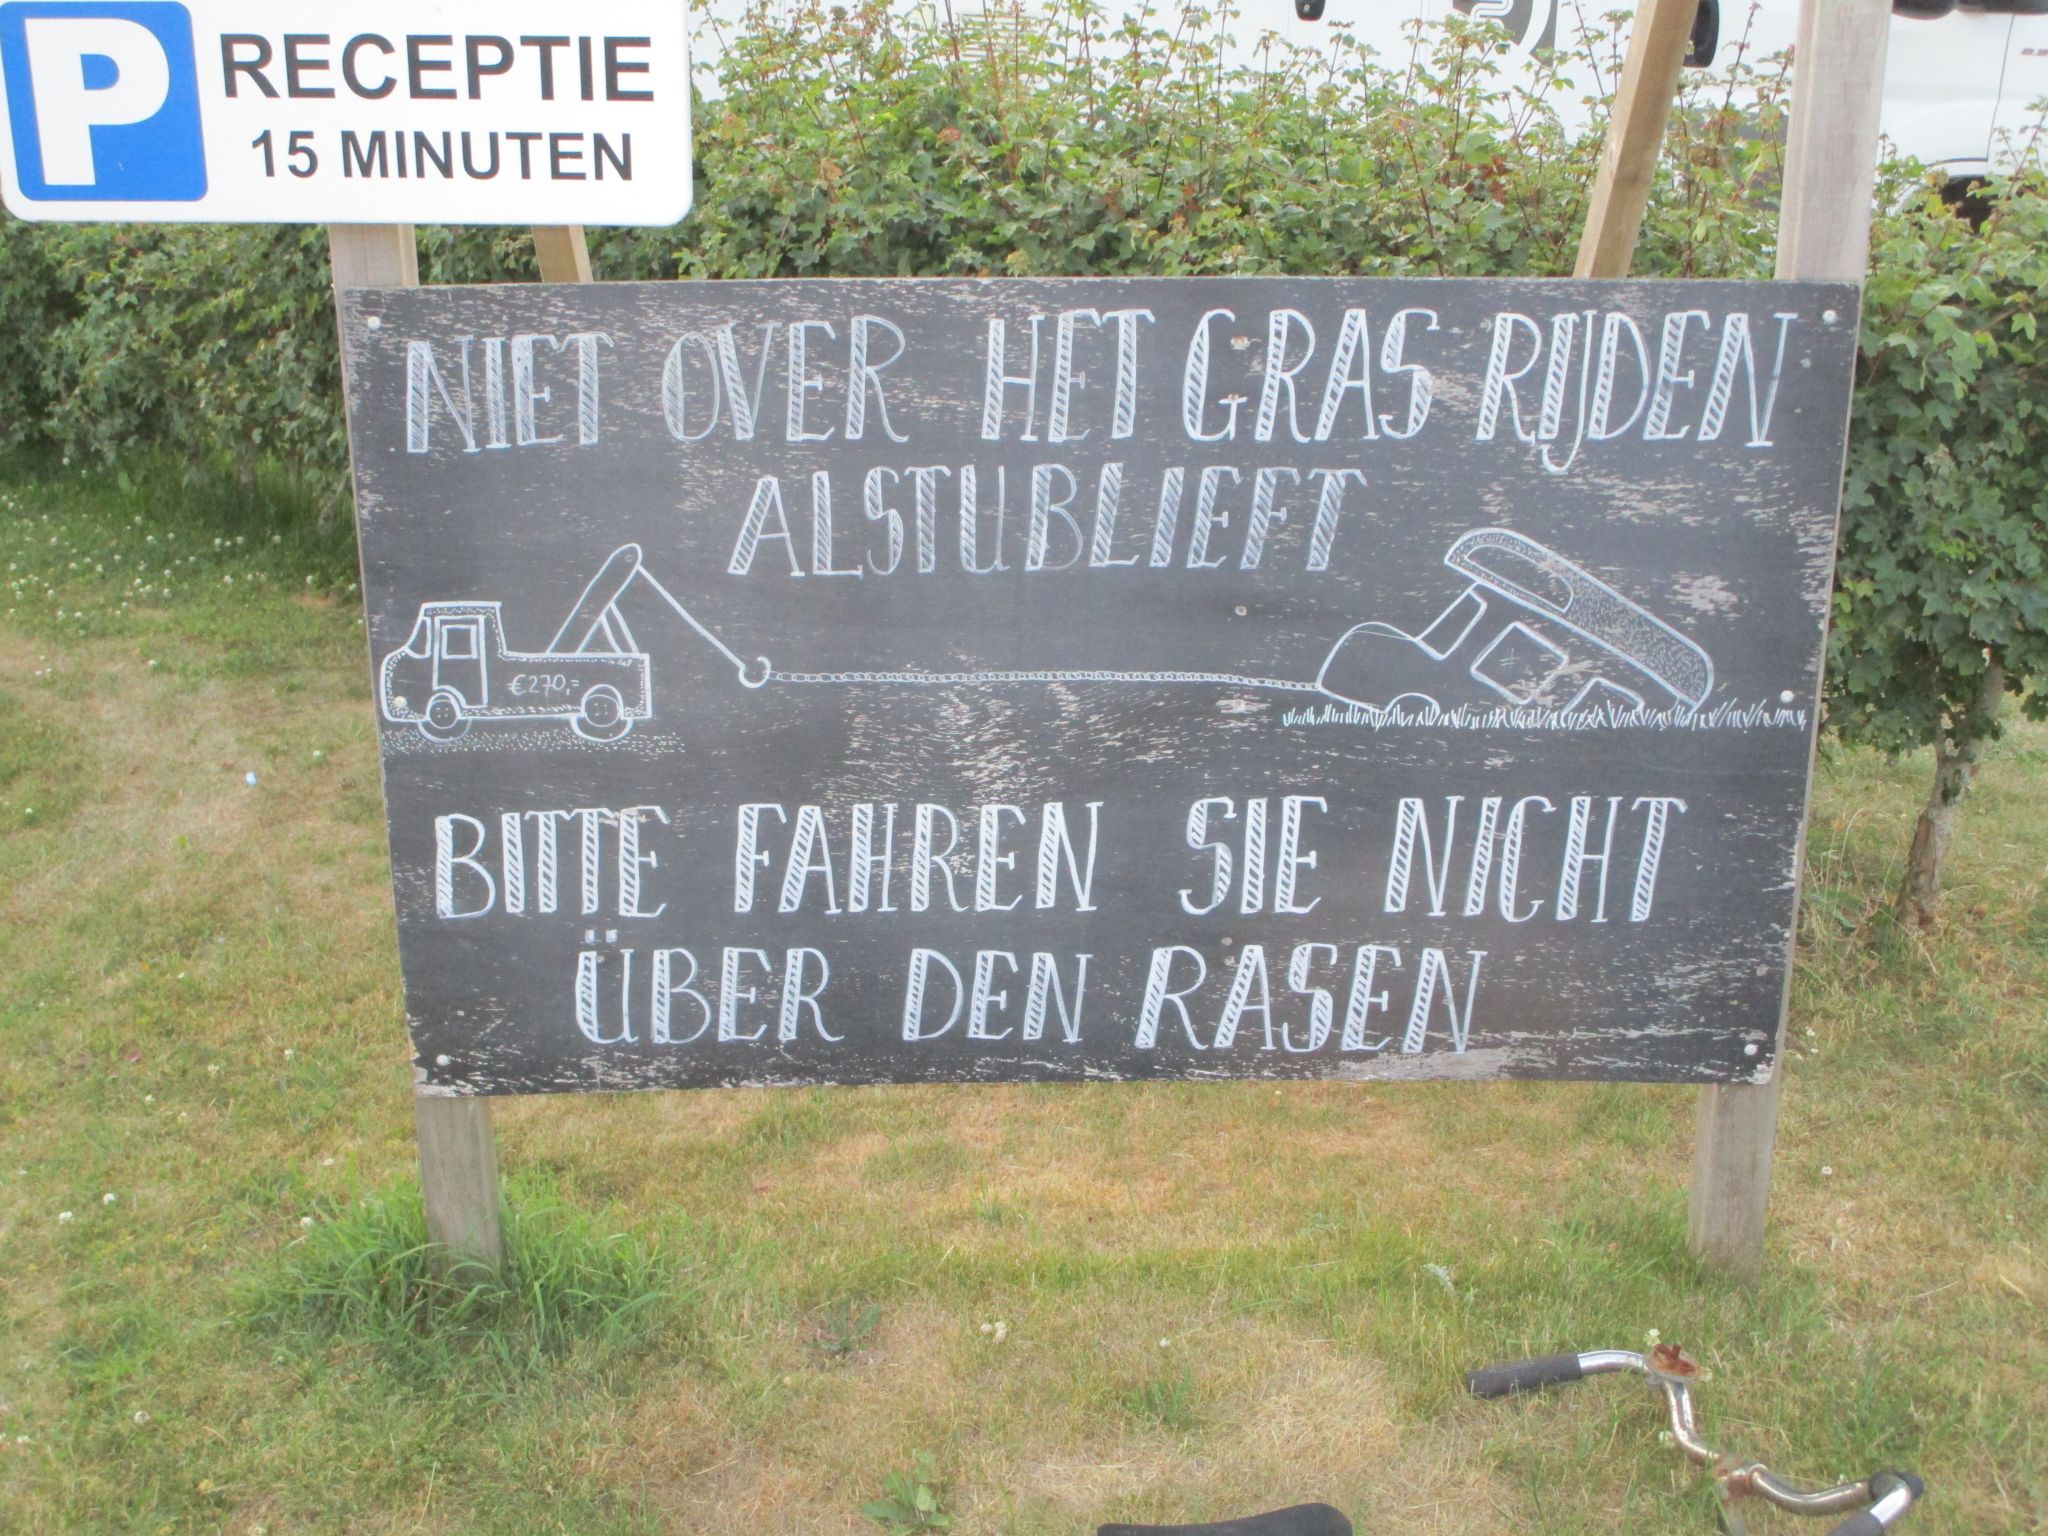 P RECEPTIE
15 MINUTEN
NIET OVER HET GRAS RIJDEN
ALSTUBLIEFT
€270,=
BITTE FAHREN SIE NICHT
ÜBER DEN RASEN